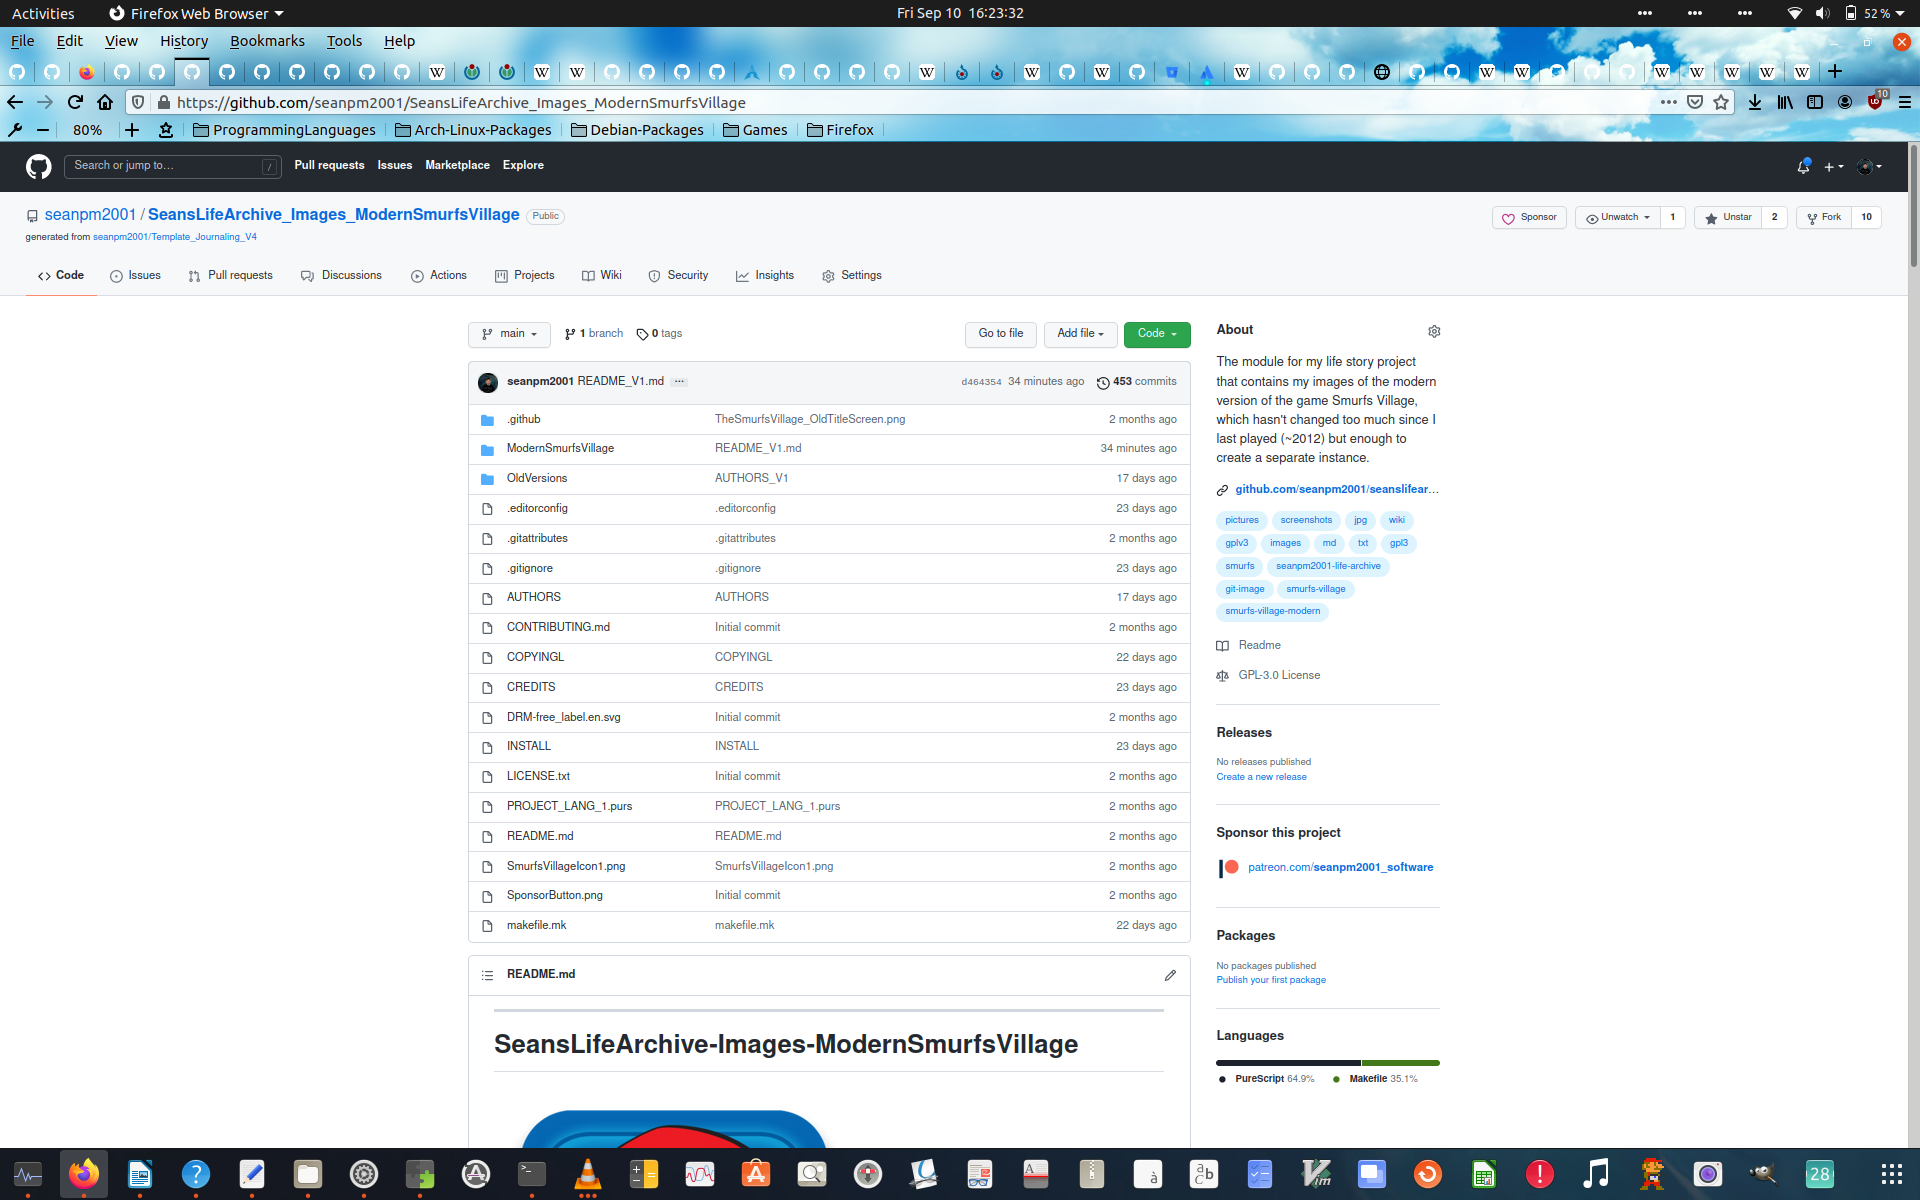 Activities Firefox Web Browser Fri Sep 10 16:23:32 52 %
File Edit View History Bookmarks Tools Help
https://github.com/seanpm2001/SeansLifeArchive_Images_ModernSmurfsVillage 10
80% ProgrammingLanguages Arch-Linux-Packages Debian-Packages Games Firefox
Search or jump to... / Pull requests Issues Marketplace Explore
seanpm2001 / SeansLifeArchive_Images_ModernSmurfsVillage Public Sponsor Unwatch 1 Unstar 2 Fork 10
generated from seanpm2001/Template_Journaling_V4
Code Issues Pull requests Discussions Actions Projects Wiki Security Insights Settings
main 1 branch 0 tags Go to file Add file Code
seanpm2001 README_V1.md ... d464354 34 minutes ago 453 commits
.github TheSmurfsVillage_OldTitleScreen.png 2 months ago
ModernSmurfsVillage README_V1.md 34 minutes ago
OldVersions AUTHORS_V1 17 days ago
.editorconfig .editorconfig 23 days ago
.gitattributes .gitattributes 2 months ago
.gitignore .gitignore 23 days ago
AUTHORS AUTHORS 17 days ago
CONTRIBUTING.md Initial commit 2 months ago
COPYINGL COPYINGL 22 days ago
CREDITS CREDITS 23 days ago
DRM-free_label.en.svg Initial commit 2 months ago
INSTALL INSTALL 23 days ago
LICENSE.txt Initial commit 2 months ago
PROJECT_LANG_1.purs PROJECT_LANG_1.purs 2 months ago
README.md README.md 2 months ago
SmurfsVillageIcon1.png SmurfsVillageIcon1.png 2 months ago
SponsorButton.png Initial commit 2 months ago
makefile.mk makefile.mk 22 days ago
README.md
SeansLifeArchive-Images-ModernSmurfsVillage
About
The module for my life story project
that contains my images of the modern
version of the game Smurfs Village,
which hasn't changed too much since I
last played (~2012) but enough to
create a separate instance.
github.com/seanpm2001/seanslifear...
pictures screenshots jpg wiki
gplv3 images md txt gpl3
smurfs seanpm2001-life-archive
git-image smurfs-village
smurfs-village-modern
Readme
GPL-3.0 License
Releases
No releases published
Create a new release
Sponsor this project
patreon.com/seanpm2001_software
Packages
No packages published
Publish your first package
Languages
PureScript 64.9% Makefile 35.1%
28